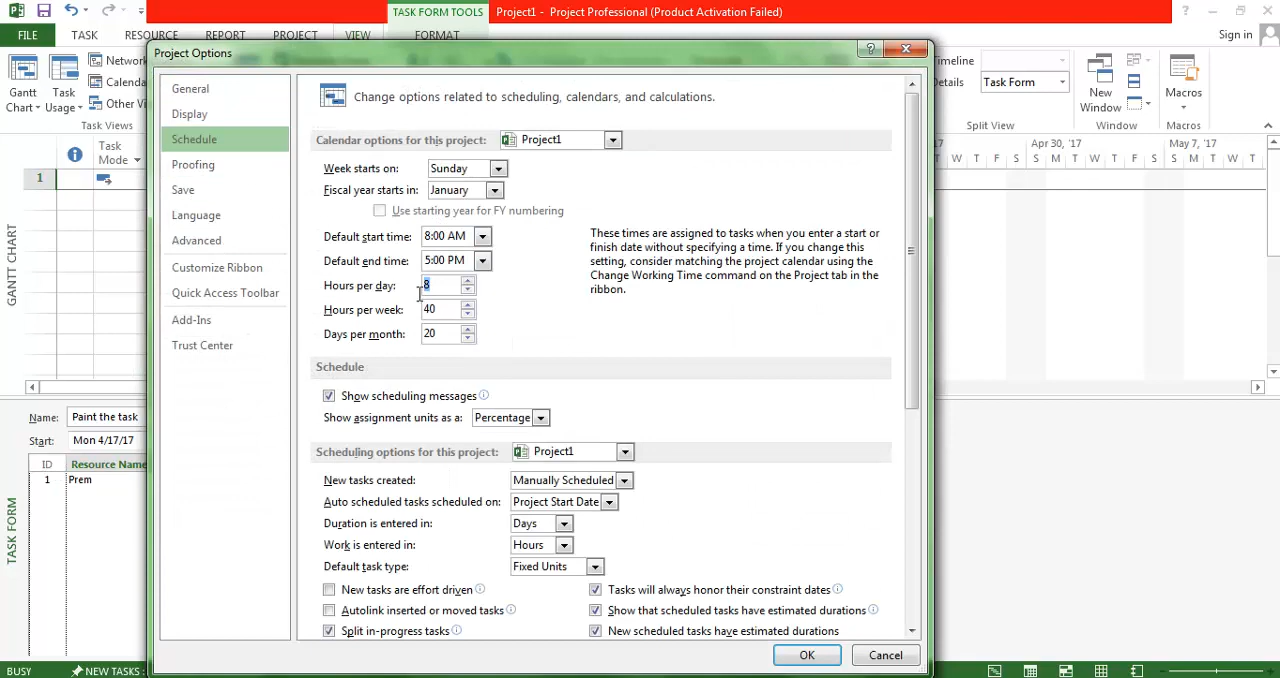 TASK FORM TOOLS
Project1 - Project Professional (Product Activation Failed)
FILE
TASK
RESOURCE
REPORT
PROJECT
VIEW
FORMAT
Sign in
Project Options
Gantt
Chart
Task
Usage
Network
Calenda
Other Vi
Task Views
imeline
etails
Task Form
Split View
New
Window
Window
Macros
Macros
Task
Mode
17
Apr 30, '17
May 7, '17
T W T F S S M T W T F S S M T W T
1
GANTT CHART
General
Display
Schedule
Proofing
Save
Language
Advanced
Customize Ribbon
Quick Access Toolbar
Add-Ins
Trust Center
Change options related to scheduling, calendars, and calculations.
Calendar options for this project: Project1
Week starts on: Sunday
Fiscal year starts in: January
Use starting year for FY numbering
Default start time: 8:00 AM
Default end time: 5:00 PM
Hours per day: 8
Hours per week: 40
Days per month: 20
These times are assigned to tasks when you enter a start or
finish date without specifying a time. If you change this
setting, consider matching the project calendar using the
Change Working Time command on the Project tab in the
ribbon.
Schedule
Show scheduling messages
Show assignment units as a: Percentage
Scheduling options for this project: Project1
New tasks created: Manually Scheduled
Auto scheduled tasks scheduled on: Project Start Date
Duration is entered in: Days
Work is entered in: Hours
Default task type: Fixed Units
New tasks are effort driven
Tasks will always honor their constraint dates
Autolink inserted or moved tasks
Show that scheduled tasks have estimated durations
Split in-progress tasks
New scheduled tasks have estimated durations
OK
Cancel
Name: Paint the task
Start: Mon 4/17/17
ID Resource Name
1 Prem
TASK FORM
BUSY
NEW TASKS :